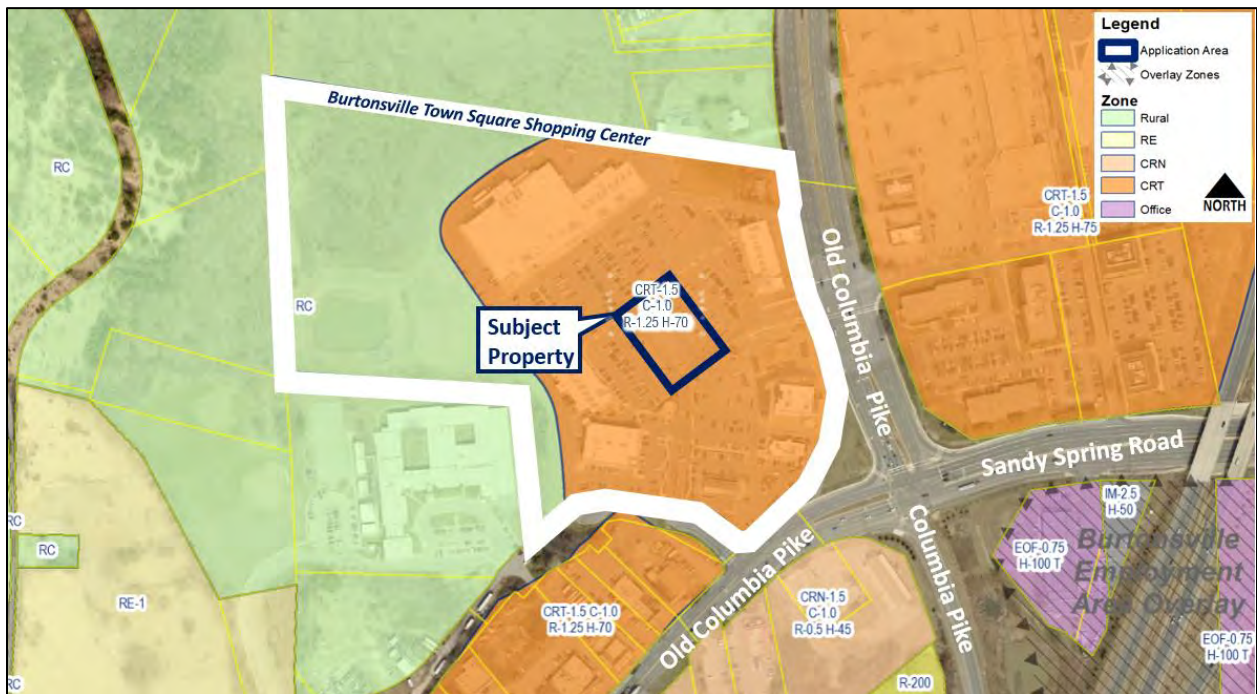 Legend
Application Area
Overlay Zones
Zone
Rural
RE
CRN
CRT
Office
NORTH
Burtonsville Town Square Shopping Center
RC
CRT-1.5
C-1.0
R-1.25 H-75
Old Columbia Pike
RC
CRT-1.5
C-1.0
R-1.25 H-70
Subject
Property
Sandy Spring Road
IM-2.5
H-50
EOF-0.75
H-100 T
Burtonsville
Employment
Area Overlay
RC
RC
RE-1
CRT-1.5 C-1.0
R-1.25 H-70
Old Columbia Pike
CRN-1.5
C-1.0
R-0.5 H-45
Columbia Pike
EOF-0.75
H-100 T
R-200
RC
RC